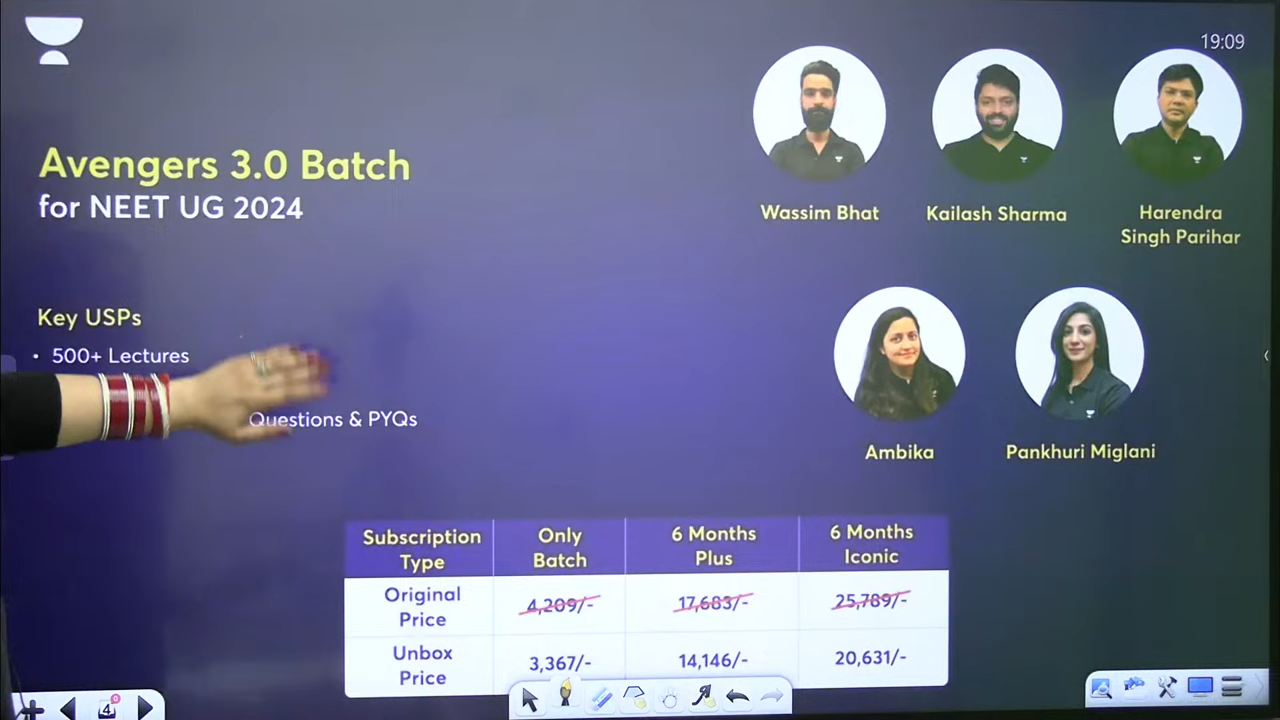 19:09
Avengers 3.0 Batch
for NEET UG 2024
Wassim Bhat
Kailash Sharma
Harendra
Singh Parihar
Key USPs
• 500+ Lectures
Questions & PYQs
Ambika
Pankhuri Miglani
Subscription Type
Only Batch
6 Months Plus
6 Months Iconic
Original Price
4,209/-
17,683/-
25,789/-
Unbox Price
3,367/-
14,146/-
20,631/-
4
0